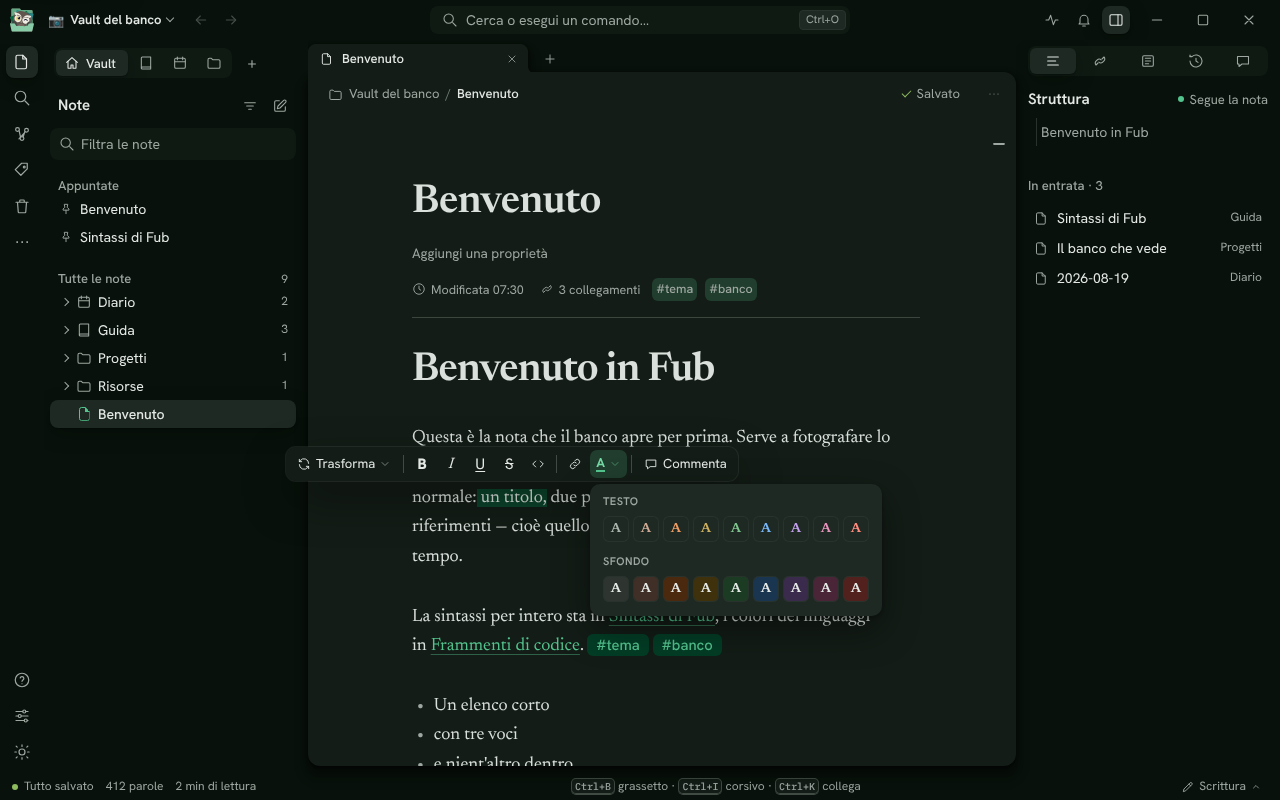 Vault del banco
Cerca o esegui un comando…
Ctrl+O
Vault
Note
Filtra le note
Appuntate
Benvenuto
Sintassi di Fub
Tutte le note 9
Diario 2
Guida 3
Progetti 1
Risorse 1
Benvenuto
Benvenuto
Vault del banco / Benvenuto
Salvato
Benvenuto
Aggiungi una proprietà
Modificata 07:30 3 collegamenti #tema #banco
Benvenuto in Fub
Questa è la nota che il banco apre per prima. Serve a fotografare lo
Trasforma B I U S A Commenta
normale: un titolo, due p
riferimenti — cioè quello
tempo.
TESTO
A A A A A A A A A
SFONDO
A A A A A A A A A
La sintassi per intero sta in Sintassi di Fub, i colori dei linguaggi
in Frammenti di codice. #tema #banco
• Un elenco corto
• con tre voci
• e nient'altro dentro
Struttura
Segue la nota
Benvenuto in Fub
In entrata · 3
Sintassi di Fub Guida
Il banco che vede Progetti
2026-08-19 Diario
Tutto salvato 412 parole 2 min di lettura
Ctrl+B grassetto · Ctrl+I corsivo · Ctrl+K collega
Scrittura